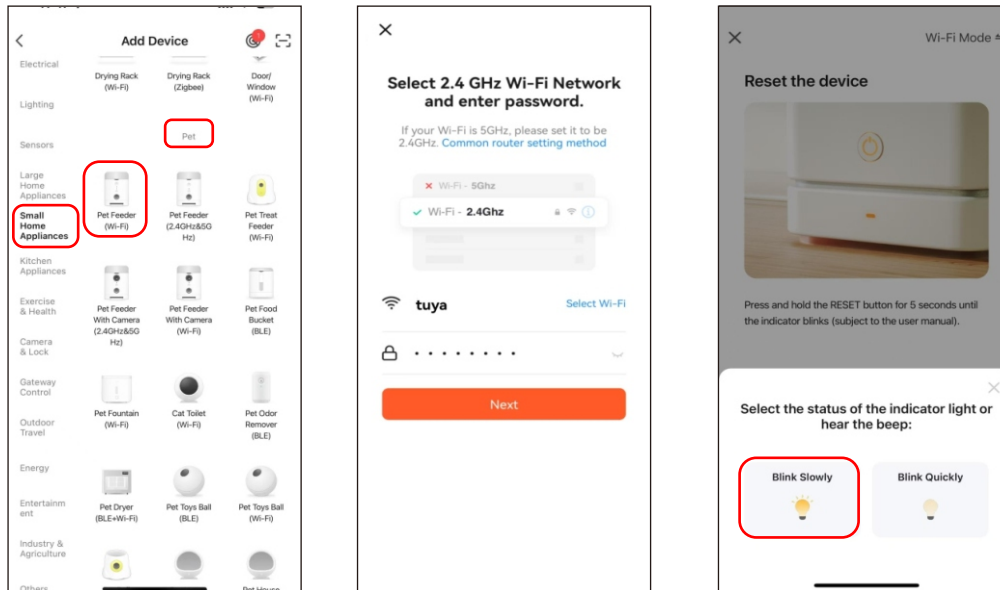 Add Device
Electrical
Lighting
Sensors
Large
Home
Appliances
Small
Home
Appliances
Kitchen
Appliances
Exercise
& Health
Camera
& Lock
Gateway
Control
Outdoor
Travel
Energy
Entertainm
ent
Industry &
Agriculture
Others
Drying Rack
(Wi-Fi)
Drying Rack
(Zigbee)
Door/
Window
(Wi-Fi)
Pet
Pet Feeder
(Wi-Fi)
Pet Feeder
(2.4GHz&5G
Hz)
Pet Treat
Feeder
(Wi-Fi)
Pet Feeder
With Camera
(2.4GHz&5G
Hz)
Pet Feeder
With Camera
(Wi-Fi)
Pet Food
Bucket
(BLE)
Pet Fountain
(Wi-Fi)
Cat Toilet
(Wi-Fi)
Pet Odor
Remover
(BLE)
Pet Dryer
(BLE+Wi-Fi)
Pet Toys Ball
(BLE)
Pet Toys Ball
(Wi-Fi)
Pet House
Select 2.4 GHz Wi-Fi Network
and enter password.
If your Wi-Fi is 5GHz, please set it to be
2.4GHz. Common router setting method
Wi-Fi - 5Ghz
Wi-Fi - 2.4Ghz
tuya
Select Wi-Fi
Next
Wi-Fi Mode
Reset the device
Press and hold the RESET button for 5 seconds until
the indicator blinks (subject to the user manual).
Select the status of the indicator light or
hear the beep:
Blink Slowly
Blink Quickly